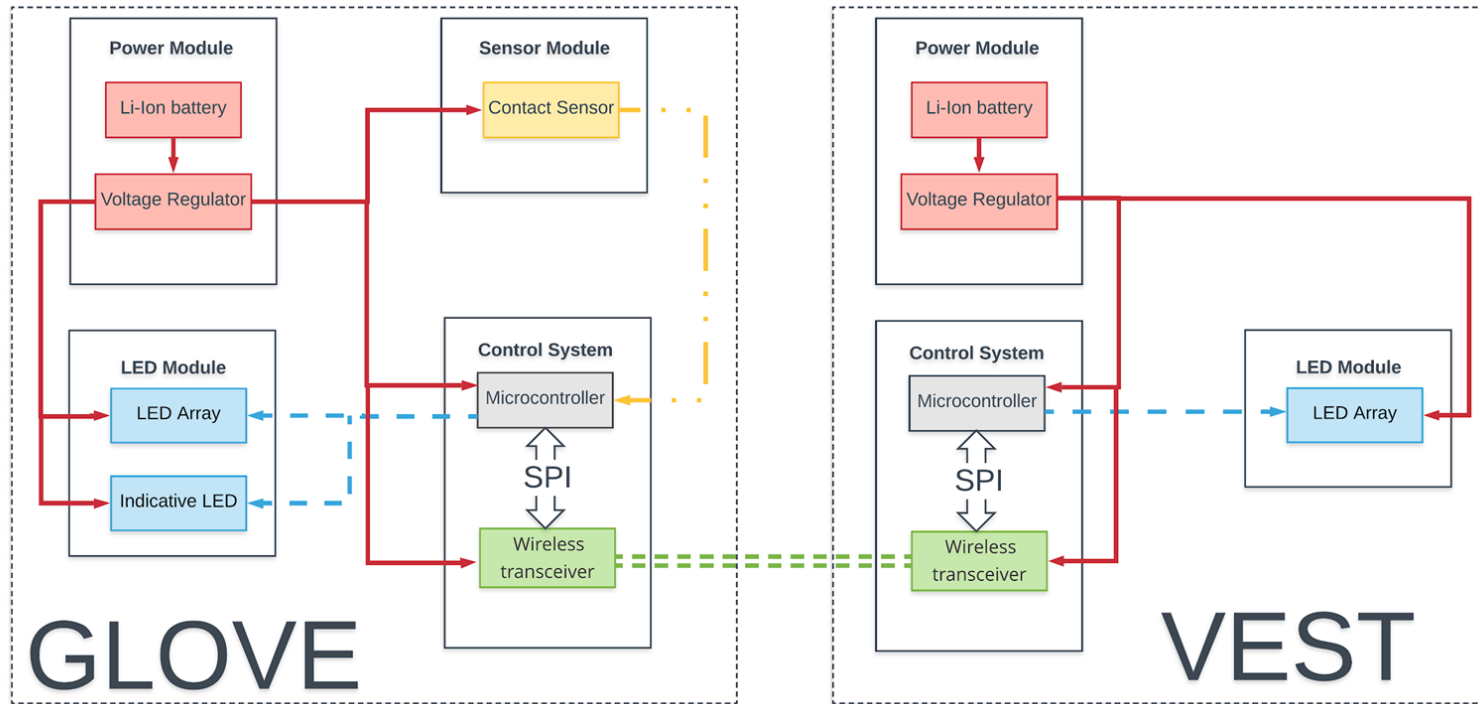 Power Module
Li-Ion battery
Voltage Regulator
Sensor Module
Contact Sensor
LED Module
LED Array
Indicative LED
Control System
Microcontroller
SPI
Wireless
transceiver
GLOVE
Power Module
Li-Ion battery
Voltage Regulator
Control System
Microcontroller
SPI
Wireless
transceiver
LED Module
LED Array
VEST